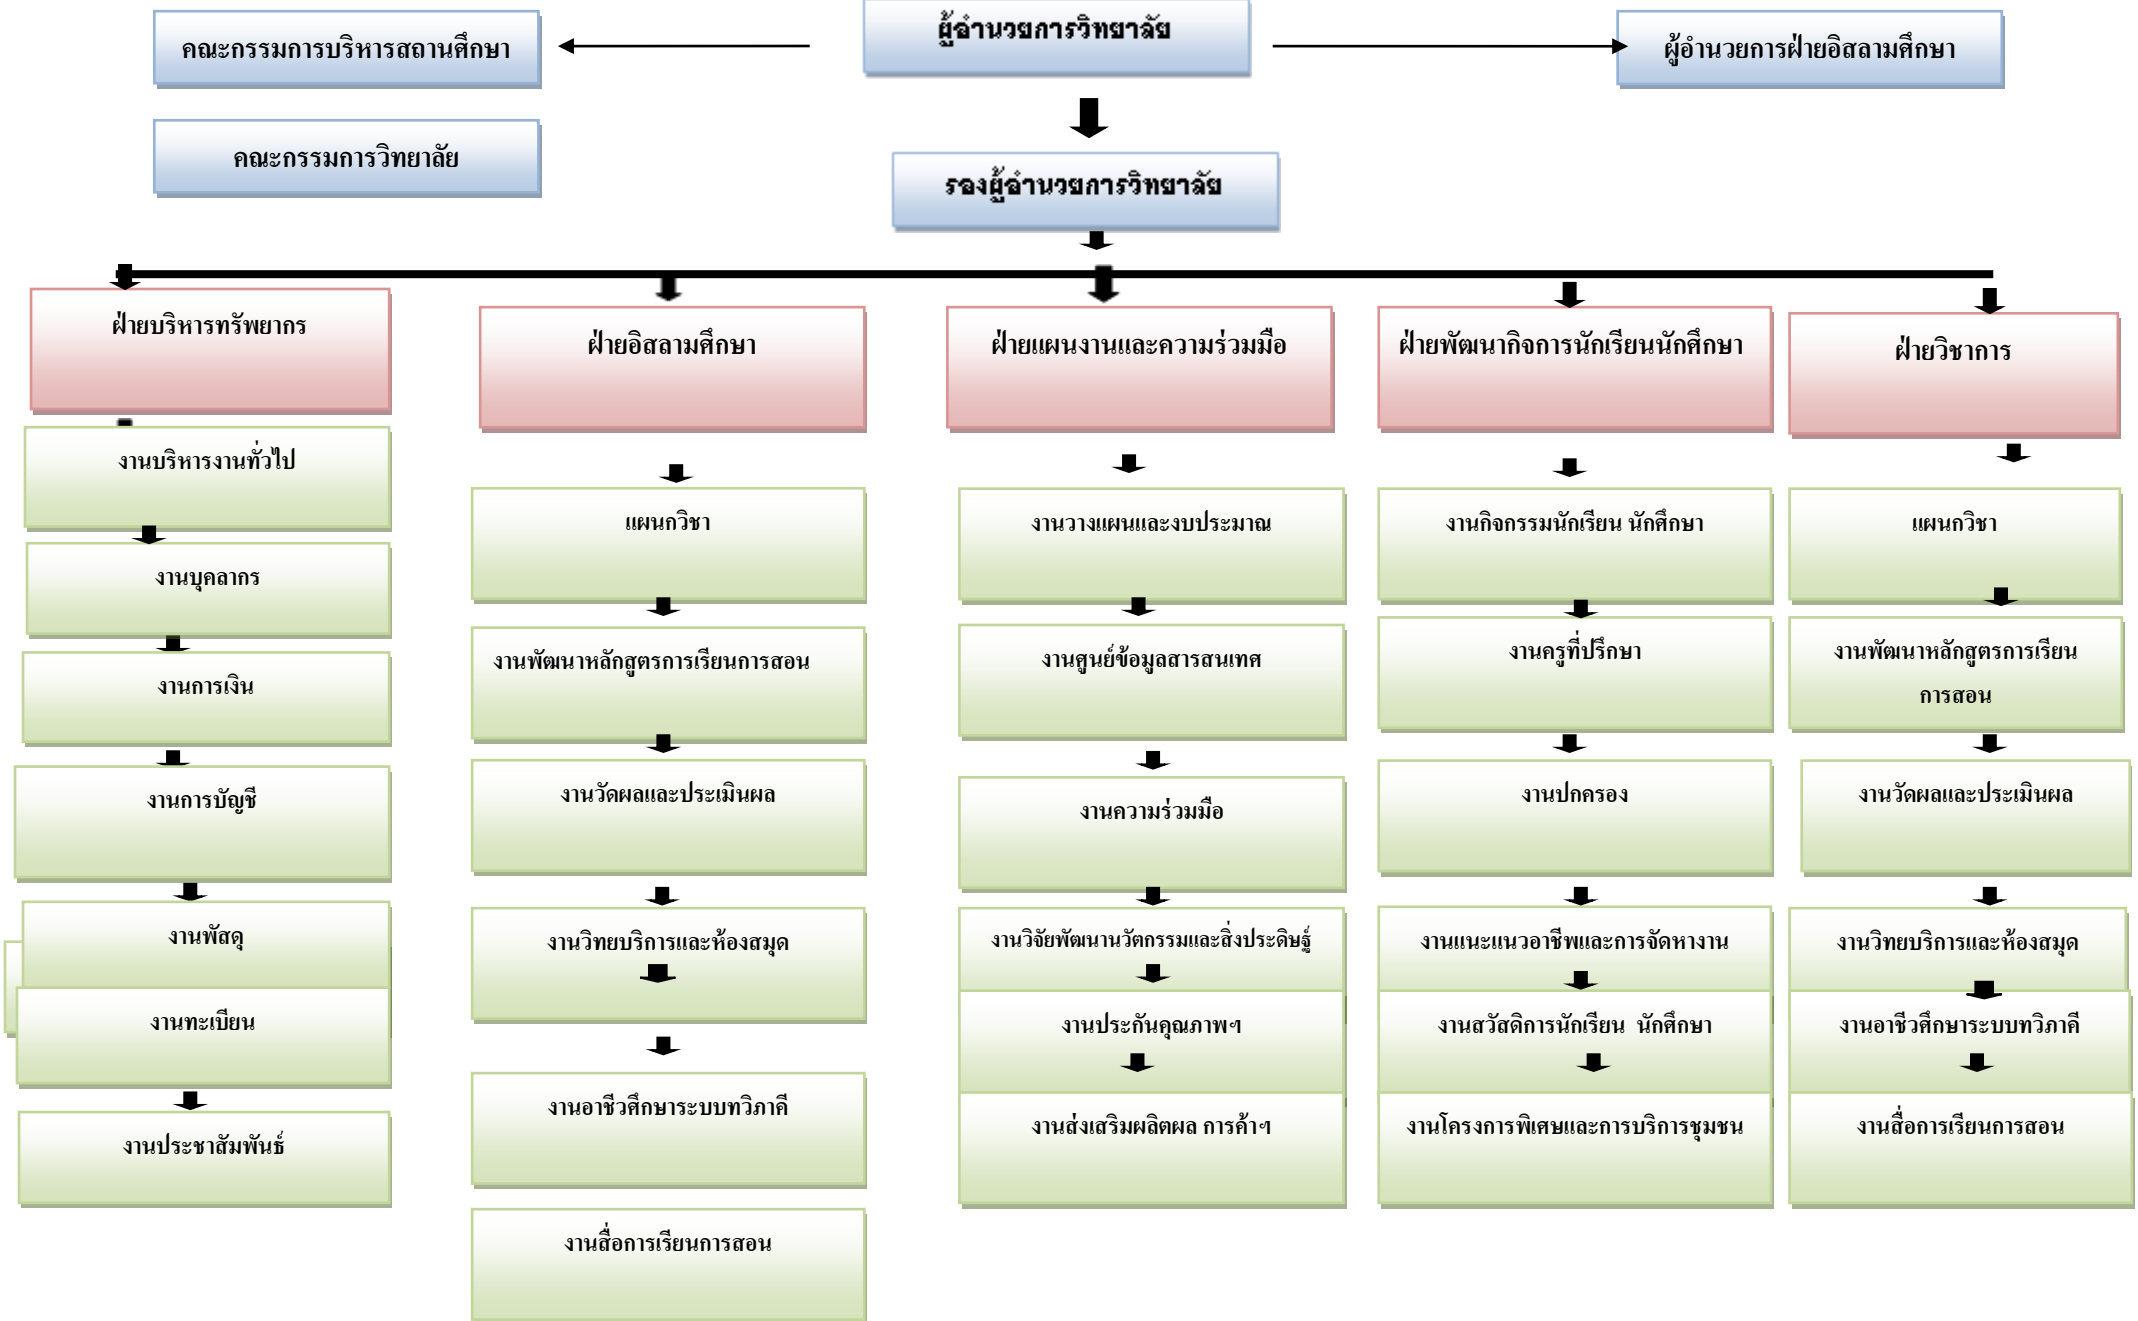 คณะกรรมการบริหารสถานศึกษา
ผู้อำนวยการวิทยาลัย
ผู้อำนวยการฝ่ายอิสลามศึกษา
คณะกรรมการวิทยาลัย
รองผู้อำนวยการวิทยาลัย
ฝ่ายบริหารทรัพยากร
งานบริหารงานทั่วไป
งานบุคลากร
งานการเงิน
งานการบัญชี
งานพัสดุ
งานทะเบียน
งานประชาสัมพันธ์
ฝ่ายอิสลามศึกษา
แผนกวิชา
งานพัฒนาหลักสูตรการเรียนการสอน
งานวัดผลและประเมินผล
งานวิทยบริการและห้องสมุด
งานอาชีวศึกษาระบบทวิภาคี
งานสื่อการเรียนการสอน
ฝ่ายแผนงานและความร่วมมือ
งานวางแผนและงบประมาณ
งานศูนย์ข้อมูลสารสนเทศ
งานความร่วมมือ
งานวิจัยพัฒนานวัตกรรมและสิ่งประดิษฐ์
งานประกันคุณภาพฯ
งานส่งเสริมผลิตผล การค้าฯ
ฝ่ายพัฒนากิจการนักเรียนนักศึกษา
งานกิจกรรมนักเรียน นักศึกษา
งานครูที่ปรึกษา
งานปกครอง
งานแนะแนวอาชีพและการจัดหางาน
งานสวัสดิการนักเรียน นักศึกษา
งานโครงการพิเศษและการบริการชุมชน
ฝ่ายวิชาการ
แผนกวิชา
งานพัฒนาหลักสูตรการเรียน
การสอน
งานวัดผลและประเมินผล
งานวิทยบริการและห้องสมุด
งานอาชีวศึกษาระบบทวิภาคี
งานสื่อการเรียนการสอน